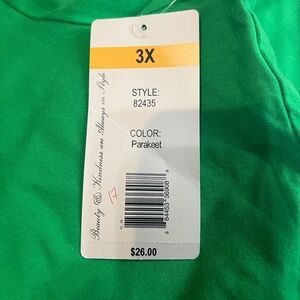 3X
STYLE:
82435
COLOR:
Parakeet
Beauty & Kindness are Always in Style
$26.00